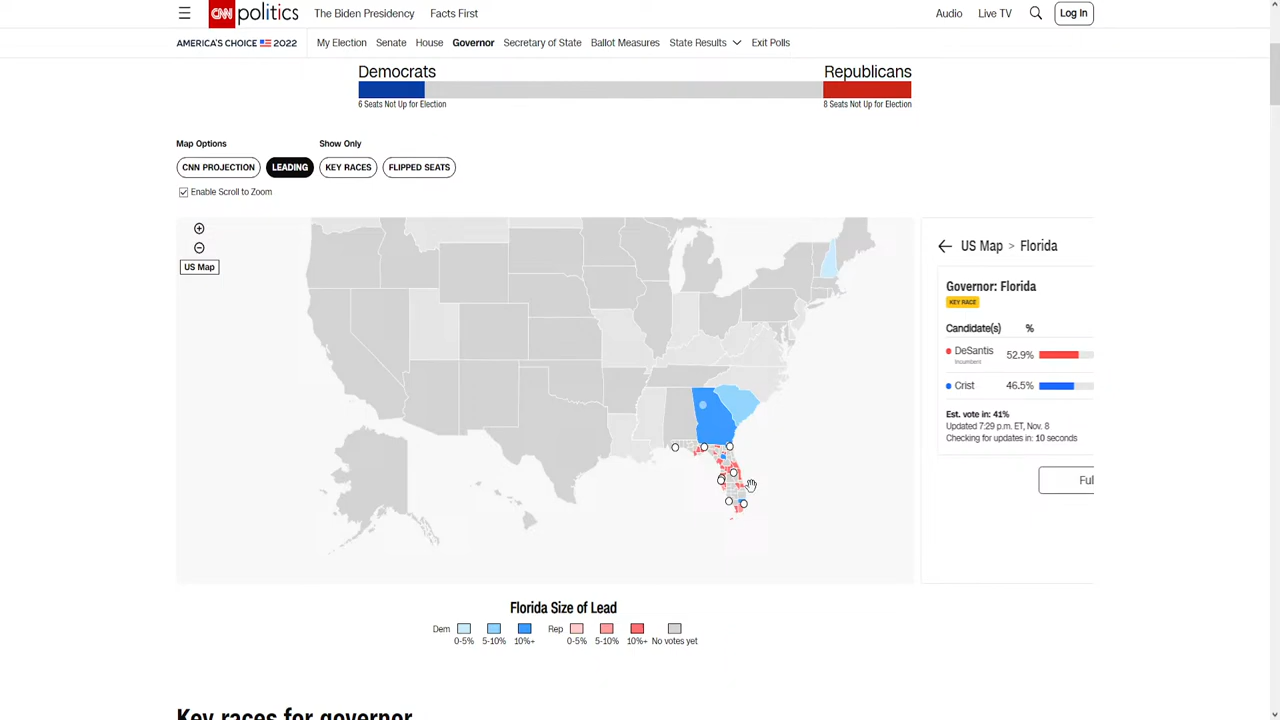 CNN politics The Biden Presidency Facts First Audio Live TV Log In
AMERICA'S CHOICE 2022 My Election Senate House Governor Secretary of State Ballot Measures State Results Exit Polls
Democrats Republicans
6 Seats Not Up for Election 8 Seats Not Up for Election
Map Options Show Only
CNN PROJECTION LEADING KEY RACES FLIPPED SEATS
Enable Scroll to Zoom
US Map
US Map > Florida
Governor: Florida
KEY RACE
Candidate(s) %
DeSantis 52.9%
Incumbent
Crist 46.5%
Est. vote in: 41%
Updated 7:29 p.m. ET, Nov. 8
Checking for updates in: 10 seconds
Ful
Florida Size of Lead
Dem Rep
0-5% 5-10% 10%+ 0-5% 5-10% 10%+ No votes yet
Key races for governor